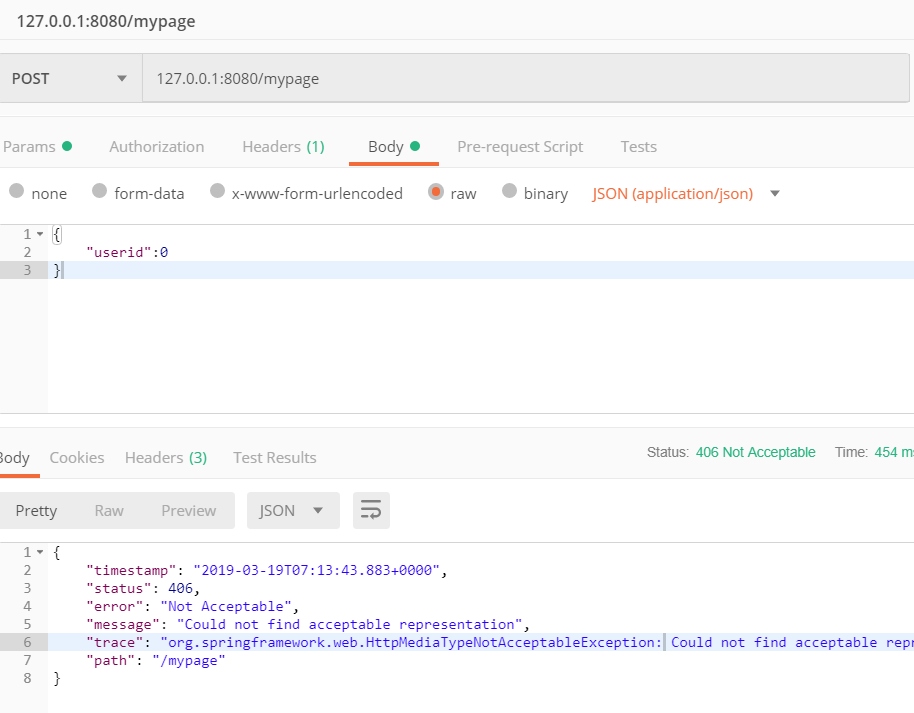 127.0.0.1:8080/mypage
POST 127.0.0.1:8080/mypage
Params Authorization Headers (1) Body Pre-request Script Tests
none form-data x-www-form-urlencoded raw binary JSON (application/json)
1 {
2 "userid":0
3 }
Body Cookies Headers (3) Test Results Status: 406 Not Acceptable Time: 454 ms
Pretty Raw Preview JSON
1 {
2 "timestamp": "2019-03-19T07:13:43.883+0000",
3 "status": 406,
4 "error": "Not Acceptable",
5 "message": "Could not find acceptable representation",
6 "trace": "org.springframework.web.HttpMediaTypeNotAcceptableException: Could not find acceptable
7 "path": "/mypage"
8 }